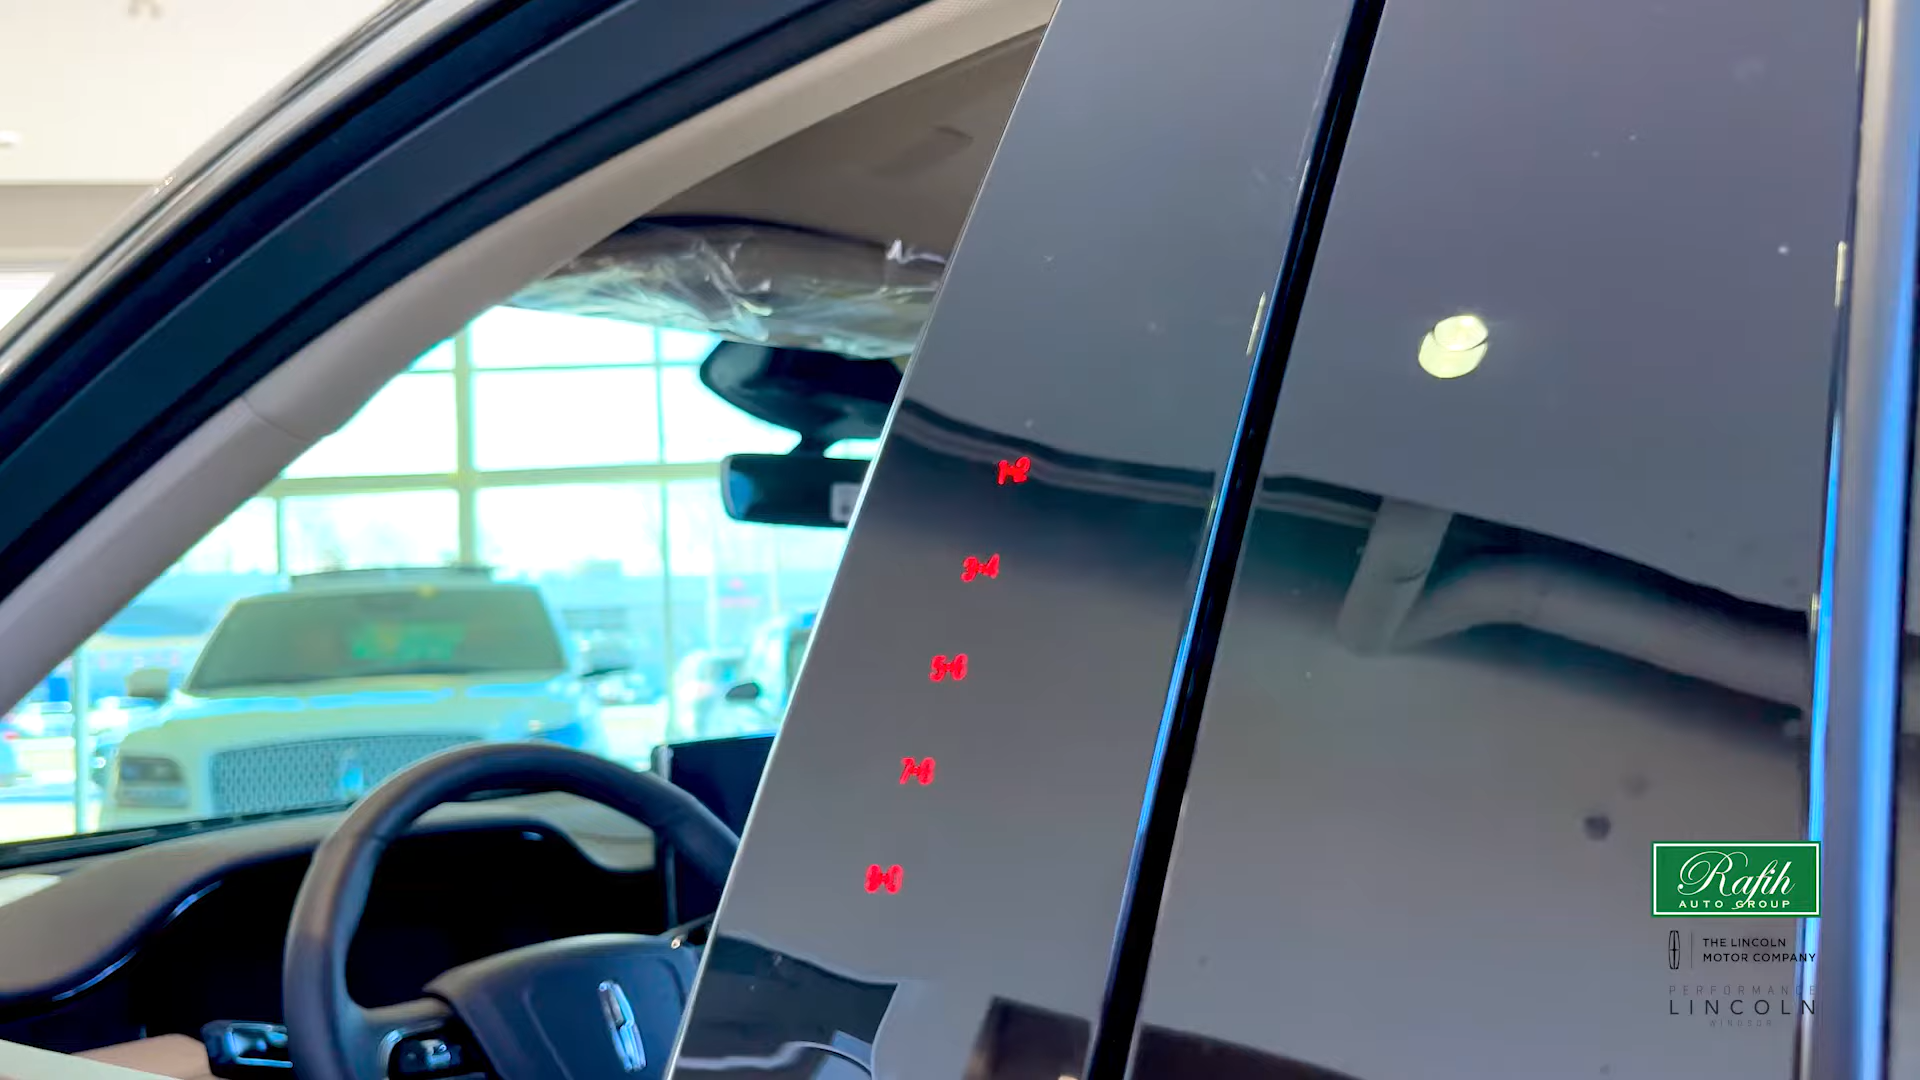 1•2
3•4
5•6
7•8
9•0
Rafih
AUTO GROUP
THE LINCOLN
MOTOR COMPANY
PERFORMANCE
LINCOLN
WINDSOR